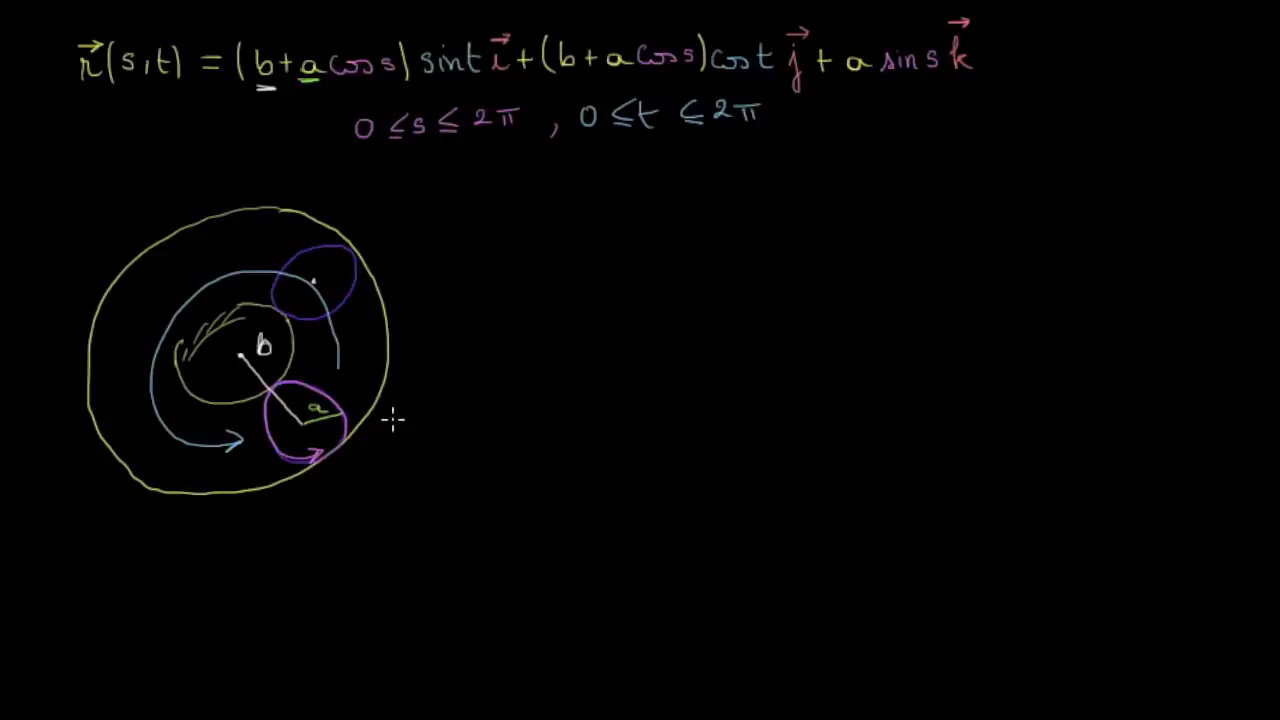 r⃗(s,t) = (b+a cos s) sin t i⃗ + (b+a cos s) cos t j⃗ + a sin s k⃗
0 ≤ s ≤ 2π , 0 ≤ t ≤ 2π
b
a